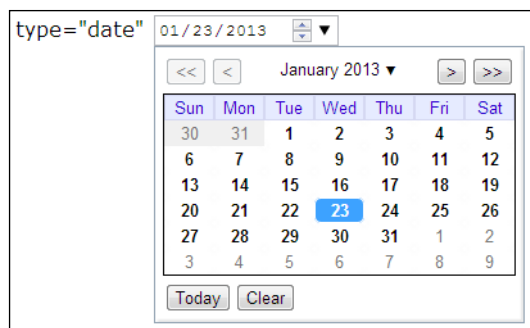 type="date" 01/23/2013 ▼
<< < January 2013 ▼ > >>
Sun Mon Tue Wed Thu Fri Sat
30 31 1 2 3 4 5
6 7 8 9 10 11 12
13 14 15 16 17 18 19
20 21 22 23 24 25 26
27 28 29 30 31 1 2
3 4 5 6 7 8 9
Today Clear